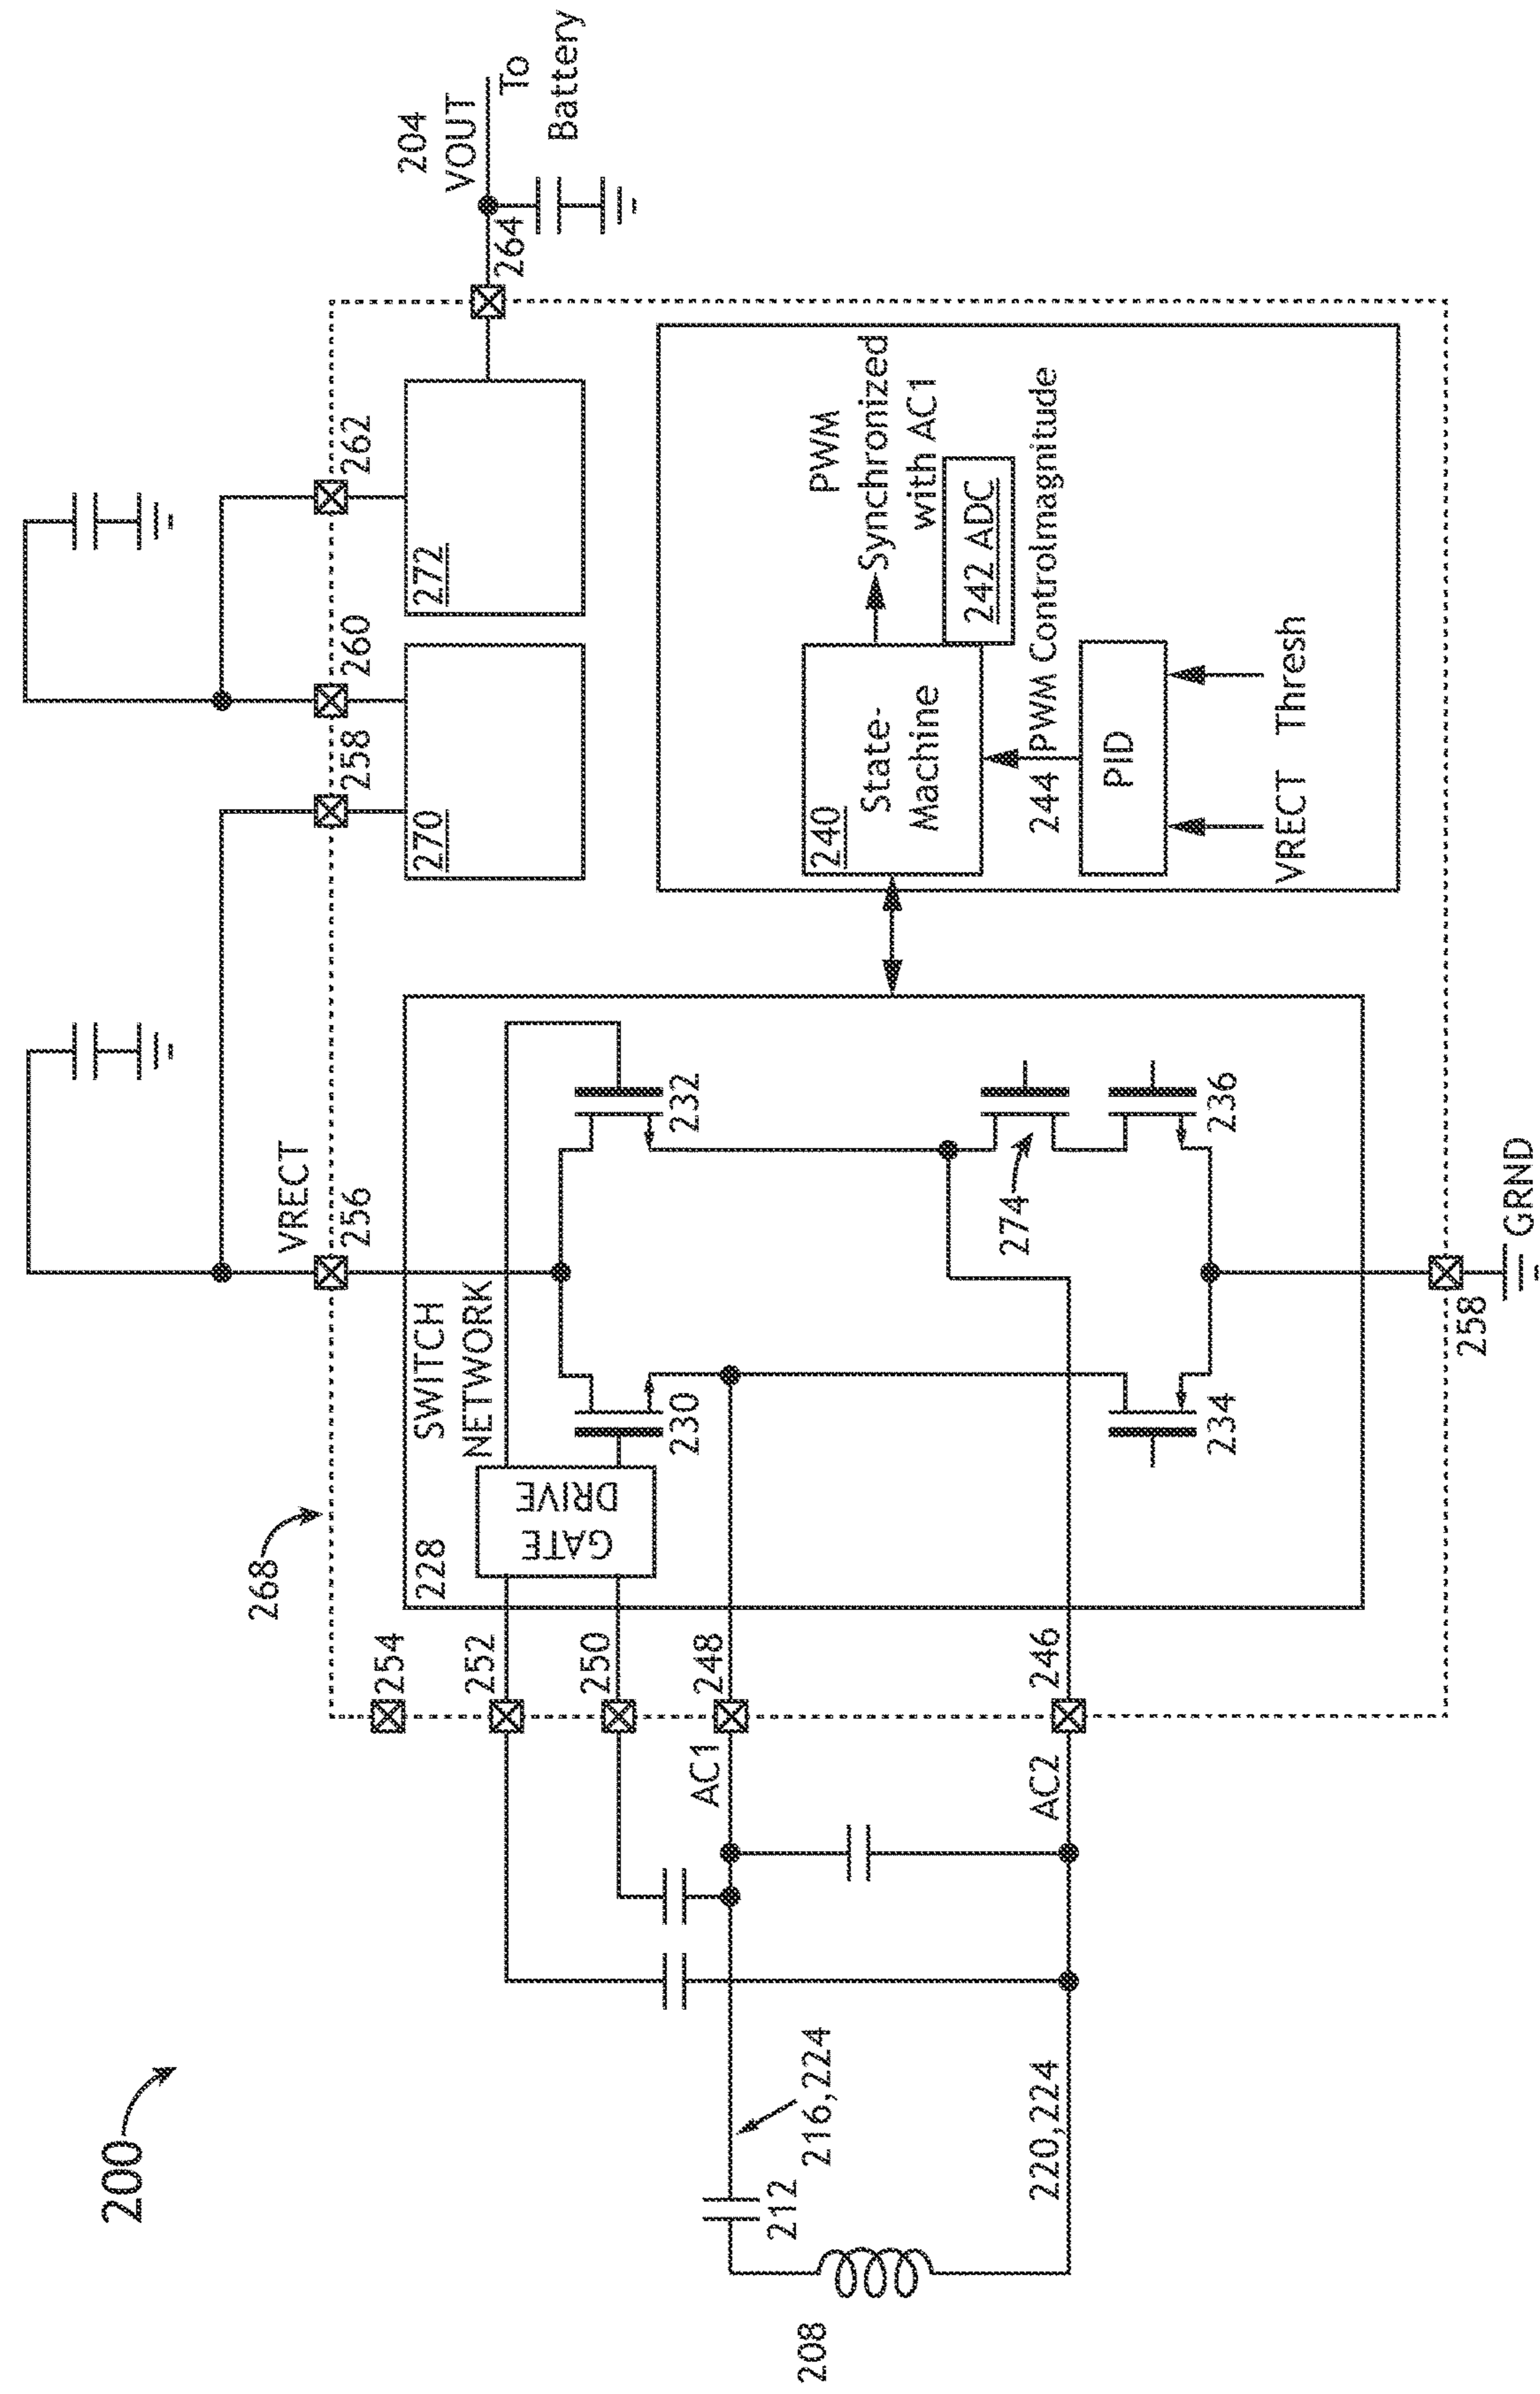 200
208
212
216,224
220,224
AC1
AC2
268
254
252
250
248
246
228
SWITCH
NETWORK
GATE
DRIVE
230
232
234
274
236
VRECT
256
258
GRND
258
260
262
270
272
264
204
VOUT
To
Battery
240
State-
Machine
PWM
Synchronized
with AC1
242 ADC
244 PWM Controlmagnitude
PID
VRECT Thresh